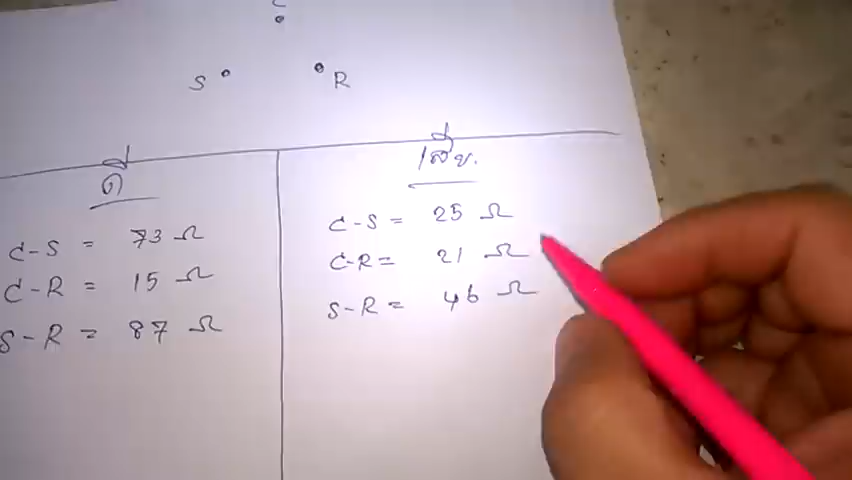 C
S R
ดี
C-S = 73 Ω
C-R = 15 Ω
S-R = 87 Ω
เสีย.
C-S = 25 Ω
C-R = 21 Ω
S-R = 46 Ω